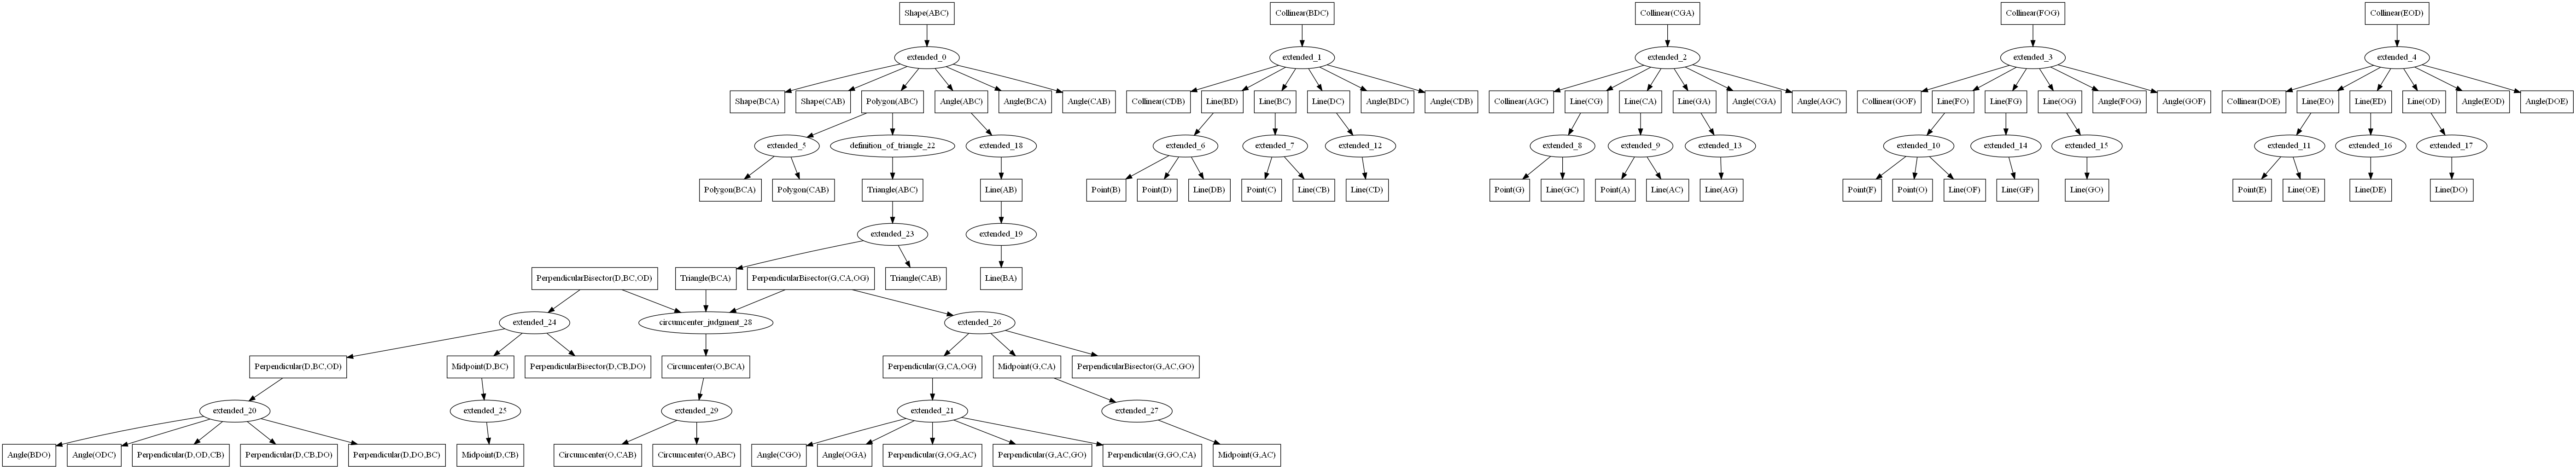 Shape(ABC)
Collinear(BDC)
Collinear(CGA)
Collinear(FOG)
Collinear(EOD)
extended_0
extended_1
extended_2
extended_3
extended_4
Shape(BCA)
Shape(CAB)
Polygon(ABC)
Angle(ABC)
Angle(BCA)
Angle(CAB)
Collinear(CDB)
Line(BD)
Line(BC)
Line(DC)
Angle(BDC)
Angle(CDB)
Collinear(AGC)
Line(CG)
Line(CA)
Line(GA)
Angle(CGA)
Angle(AGC)
Collinear(GOF)
Line(FO)
Line(FG)
Line(OG)
Angle(FOG)
Angle(GOF)
Collinear(DOE)
Line(EO)
Line(ED)
Line(OD)
Angle(EOD)
Angle(DOE)
extended_5
definition_of_triangle_22
extended_18
extended_6
extended_7
extended_12
extended_8
extended_9
extended_13
extended_10
extended_14
extended_15
extended_11
extended_16
extended_17
Polygon(BCA)
Polygon(CAB)
Triangle(ABC)
Line(AB)
Point(B)
Point(D)
Line(DB)
Point(C)
Line(CB)
Line(CD)
Point(G)
Line(GC)
Point(A)
Line(AC)
Line(AG)
Point(F)
Point(O)
Line(OF)
Line(GF)
Line(GO)
Point(E)
Line(OE)
Line(DE)
Line(DO)
extended_23
extended_19
PerpendicularBisector(D,BC,OD)
Triangle(BCA)
PerpendicularBisector(G,CA,OG)
Triangle(CAB)
Line(BA)
extended_24
circumcenter_judgment_28
extended_26
Perpendicular(D,BC,OD)
Midpoint(D,BC)
PerpendicularBisector(D,CB,DO)
Circumcenter(O,BCA)
Perpendicular(G,CA,OG)
Midpoint(G,CA)
PerpendicularBisector(G,AC,GO)
extended_20
extended_25
extended_29
extended_21
extended_27
Angle(BDO)
Angle(ODC)
Perpendicular(D,OD,CB)
Perpendicular(D,CB,DO)
Perpendicular(D,DO,BC)
Midpoint(D,CB)
Circumcenter(O,CAB)
Circumcenter(O,ABC)
Angle(CGO)
Angle(OGA)
Perpendicular(G,OG,AC)
Perpendicular(G,AC,GO)
Perpendicular(G,GO,CA)
Midpoint(G,AC)